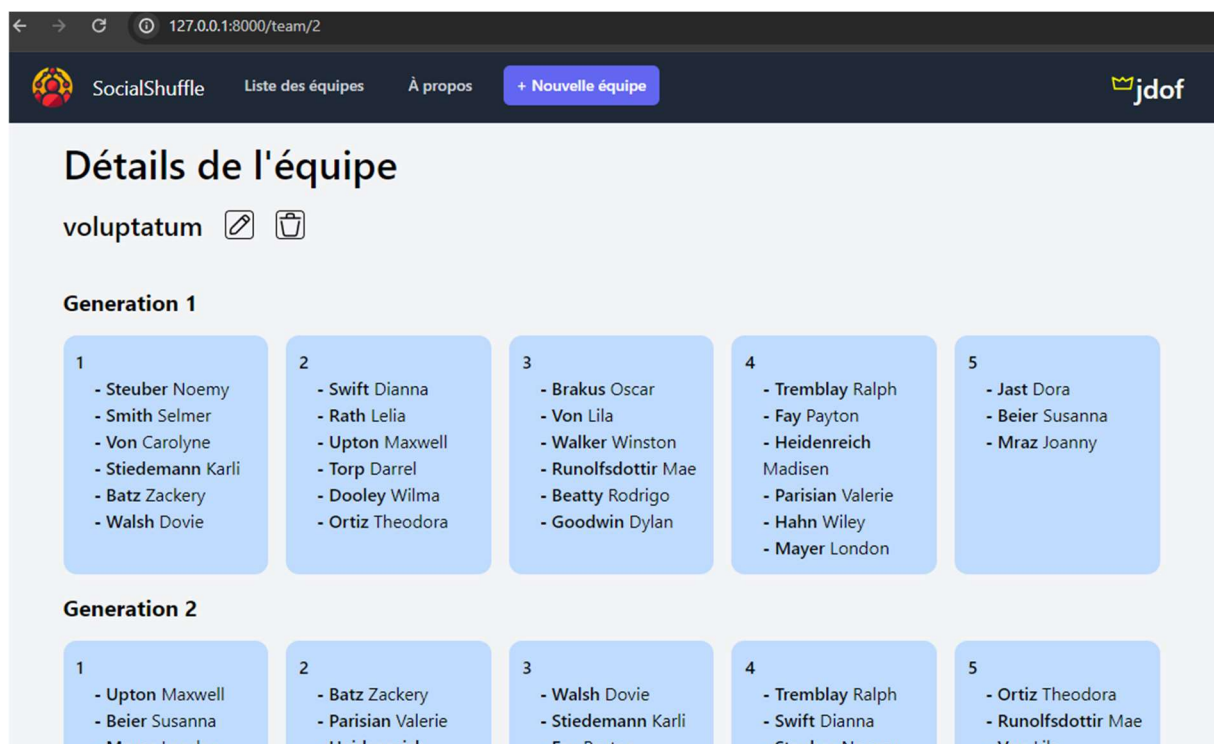 127.0.0.1:8000/team/2
SocialShuffle Liste des équipes À propos + Nouvelle équipe jdof
Détails de l'équipe
voluptatum
Generation 1
1
- Steuber Noemy
- Smith Selmer
- Von Carolyne
- Stiedemann Karli
- Batz Zackery
- Walsh Dovie
2
- Swift Dianna
- Rath Lelia
- Upton Maxwell
- Torp Darrel
- Dooley Wilma
- Ortiz Theodora
3
- Brakus Oscar
- Von Lila
- Walker Winston
- Runolfsdottir Mae
- Beatty Rodrigo
- Goodwin Dylan
4
- Tremblay Ralph
- Fay Payton
- Heidenreich
Madisen
- Parisian Valerie
- Hahn Wiley
- Mayer London
5
- Jast Dora
- Beier Susanna
- Mraz Joanny
Generation 2
1
- Upton Maxwell
- Beier Susanna
2
- Batz Zackery
- Parisian Valerie
3
- Walsh Dovie
- Stiedemann Karli
4
- Tremblay Ralph
- Swift Dianna
5
- Ortiz Theodora
- Runolfsdottir Mae